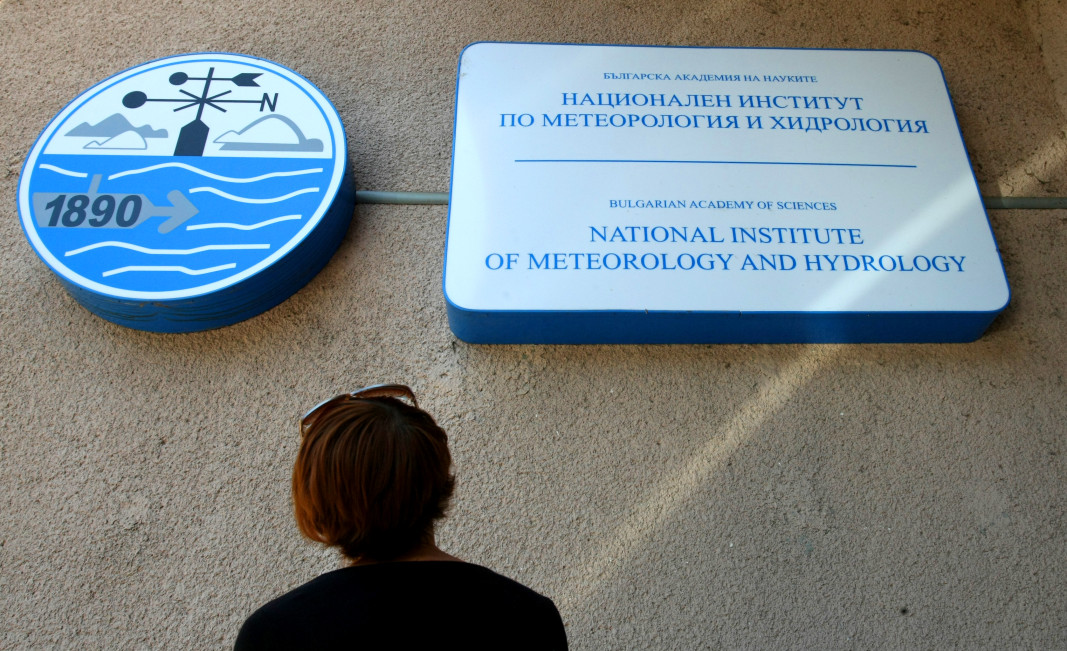 N
1890
БЪЛГАРСКА АКАДЕМИЯ НА НАУКИТЕ
НАЦИОНАЛЕН ИНСТИТУТ
ПО МЕТЕОРОЛОГИЯ И ХИДРОЛОГИЯ
BULGARIAN ACADEMY OF SCIENCES
NATIONAL INSTITUTE
OF METEOROLOGY AND HYDROLOGY